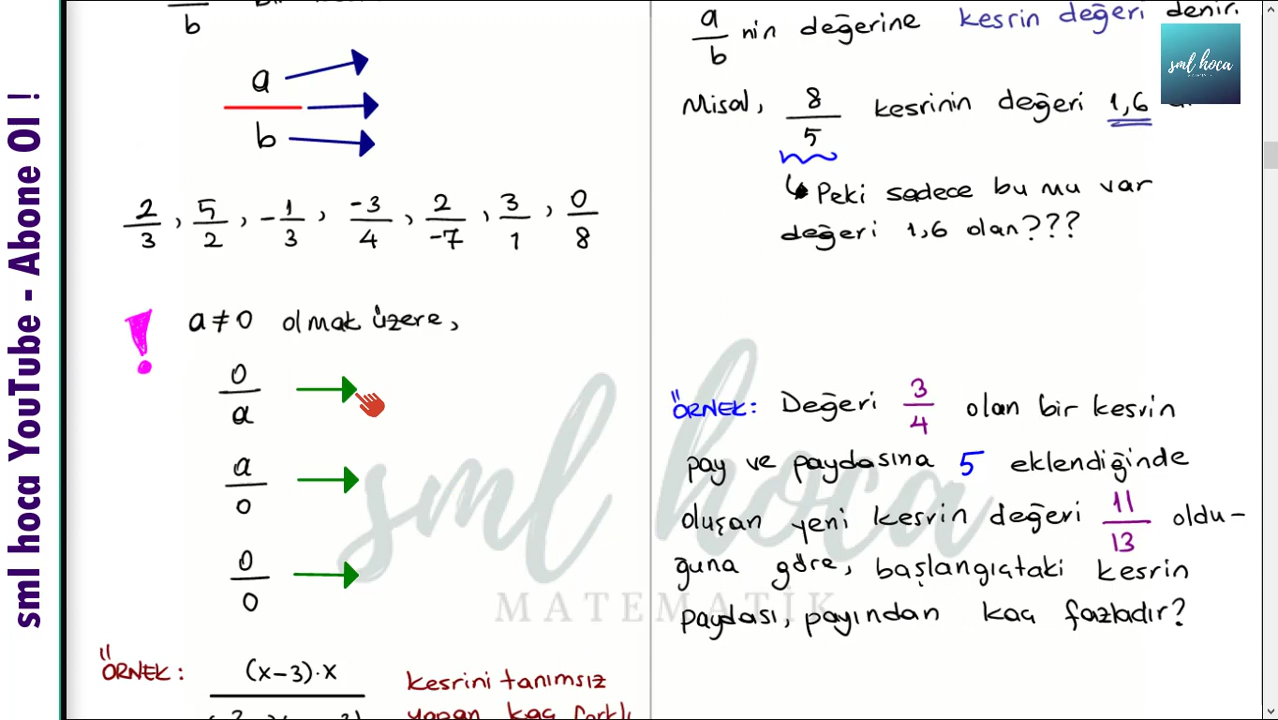 sml hoca YouTube - Abone Ol !
b
a
b
2/3 , 5/2 , -1/3 , -3/4 , 2/-7 , 3/1 , 0/8
! a≠0 olmak üzere,
0/a
a/0
0/0
ÖRNEK: (x-3)·x kesrini tanımsız
a/b nin değerine kesrin değeri denir.
sml hoca
Misal, 8/5 kesrinin değeri 1,6
Peki sadece bu mu var
değeri 1,6 olan???
ÖRNEK: Değeri 3/4 olan bir kesrin
pay ve paydasına 5 eklendiğinde
oluşan yeni kesrin değeri 11/13 oldu-
ğuna göre, başlangıçtaki kesrin
paydası, payından kaç fazladır?
sml hoca
MATEMATİK